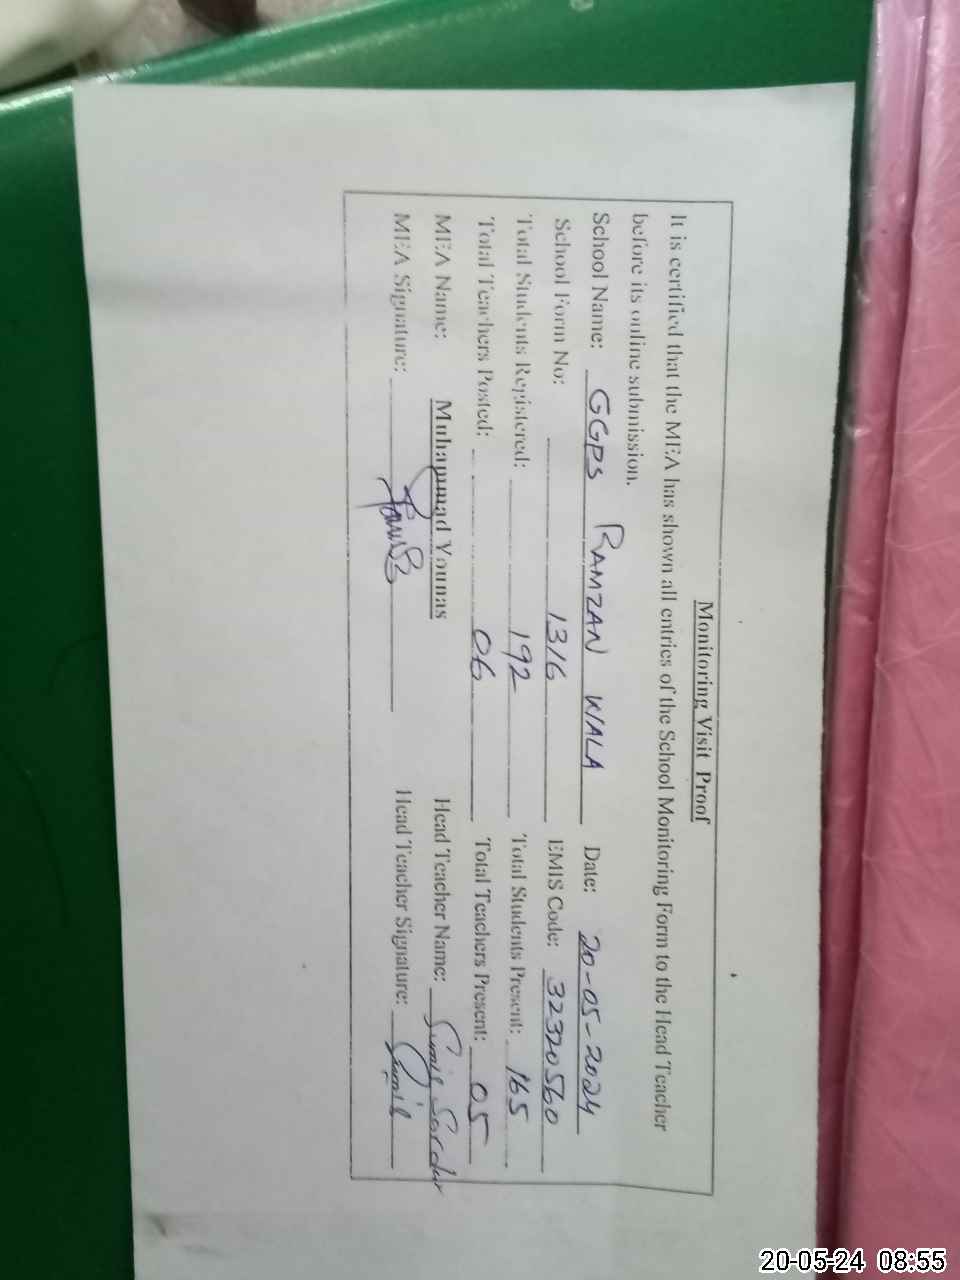 Monitoring Visit Proof
It is certified that the MEA has shown all entries of the School Monitoring Form to the Head Teacher
before its online submission.
School Name: GGPS RAMZAN WALA Date: 20-05-2024
School Form No: 1316 EMIS Code: 32320560
Total Students Registered: 192 Total Students Present: 165
Total Teachers Posted: 06 Total Teachers Present: 05
MEA Name: Muhammad Younas Head Teacher Name:
MEA Signature: Head Teacher Signature:
20-05-24 08:55